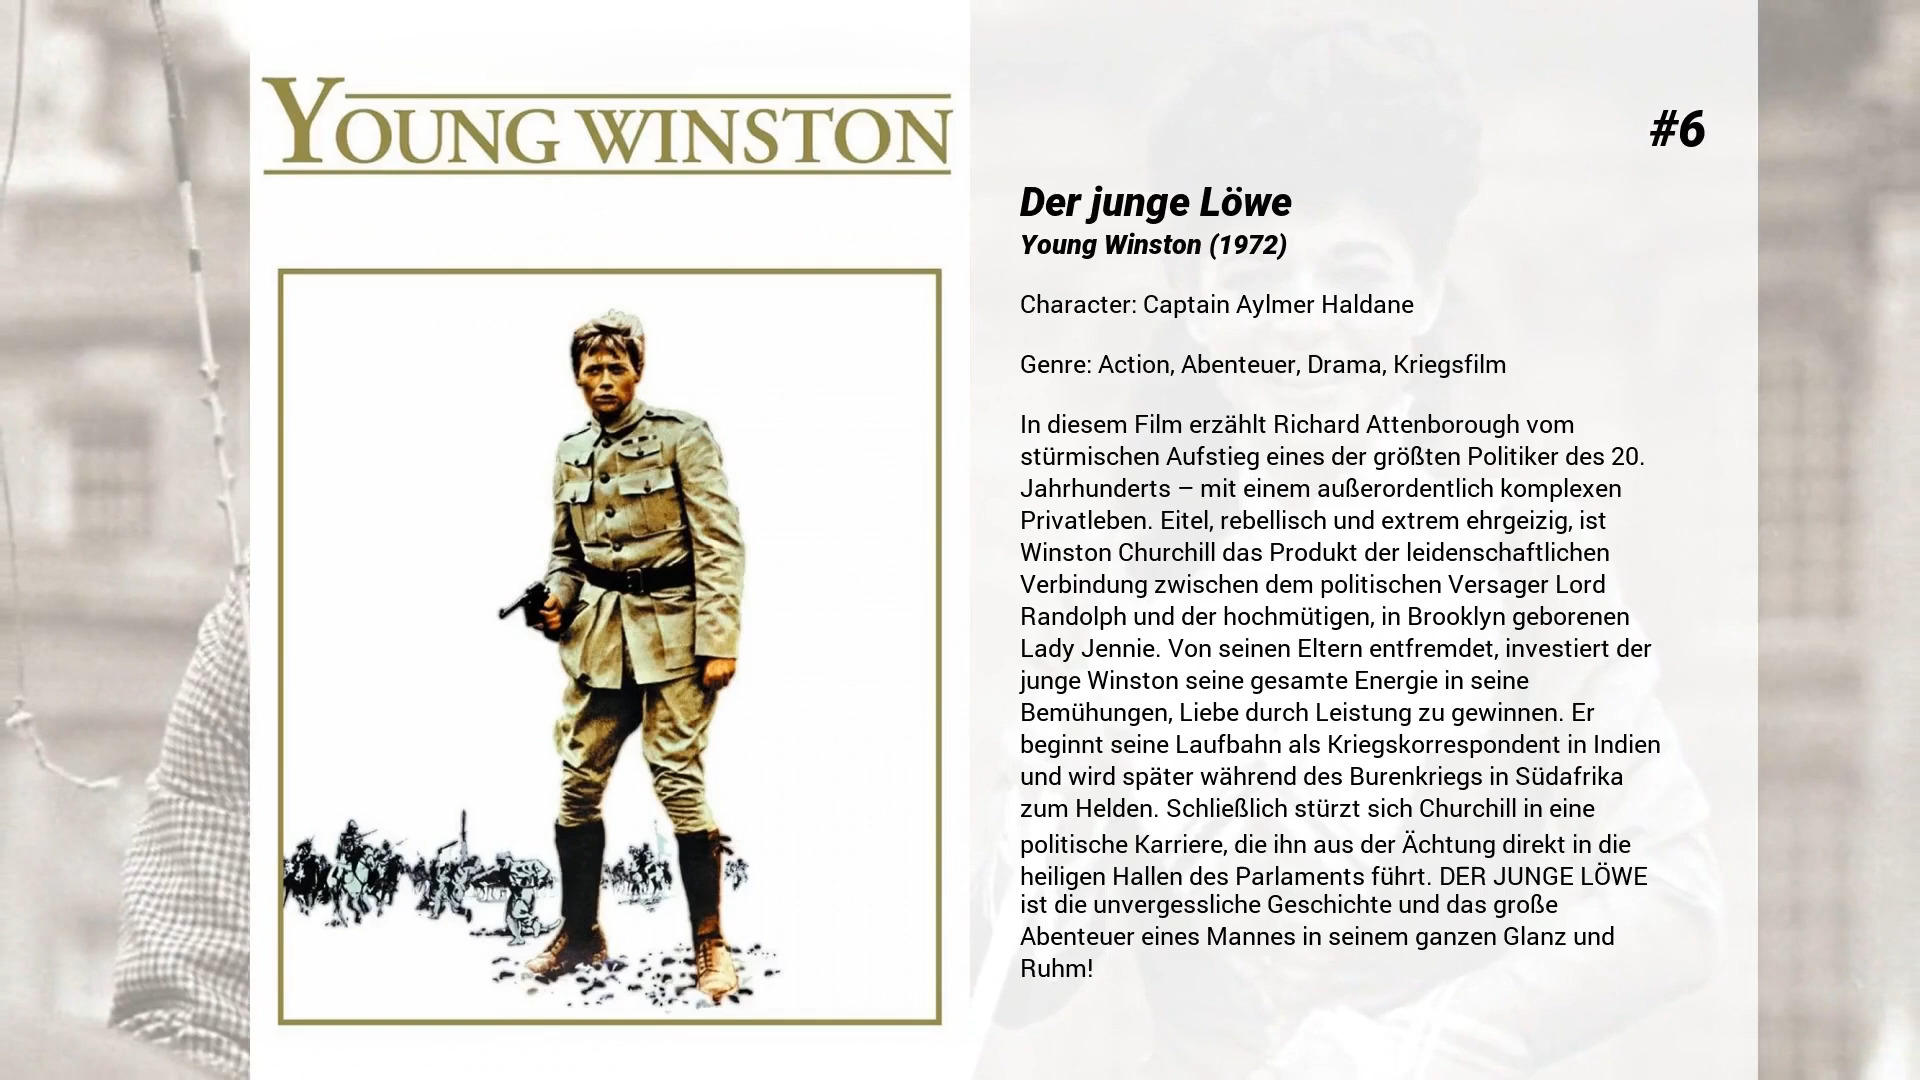 YOUNG WINSTON
#6
Der junge Löwe
Young Winston (1972)
Character: Captain Aylmer Haldane
Genre: Action, Abenteuer, Drama, Kriegsfilm
In diesem Film erzählt Richard Attenborough vom
stürmischen Aufstieg eines der größten Politiker des 20.
Jahrhunderts – mit einem außerordentlich komplexen
Privatleben. Eitel, rebellisch und extrem ehrgeizig, ist
Winston Churchill das Produkt der leidenschaftlichen
Verbindung zwischen dem politischen Versager Lord
Randolph und der hochmütigen, in Brooklyn geborenen
Lady Jennie. Von seinen Eltern entfremdet, investiert der
junge Winston seine gesamte Energie in seine
Bemühungen, Liebe durch Leistung zu gewinnen. Er
beginnt seine Laufbahn als Kriegskorrespondent in Indien
und wird später während des Burenkriegs in Südafrika
zum Helden. Schließlich stürzt sich Churchill in eine
politische Karriere, die ihn aus der Ächtung direkt in die
heiligen Hallen des Parlaments führt. DER JUNGE LÖWE
ist die unvergessliche Geschichte und das große
Abenteuer eines Mannes in seinem ganzen Glanz und
Ruhm!